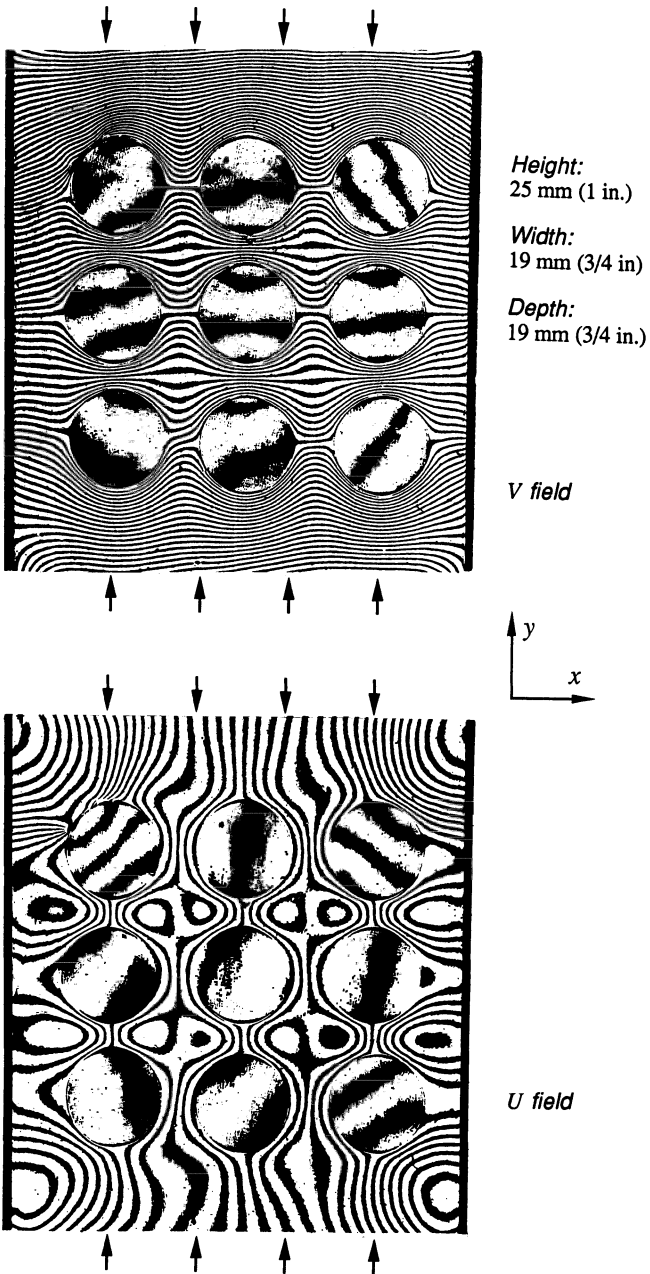 Height:
25 mm (1 in.)
Width:
19 mm (3/4 in)
Depth:
19 mm (3/4 in.)
V field
y
x
U field